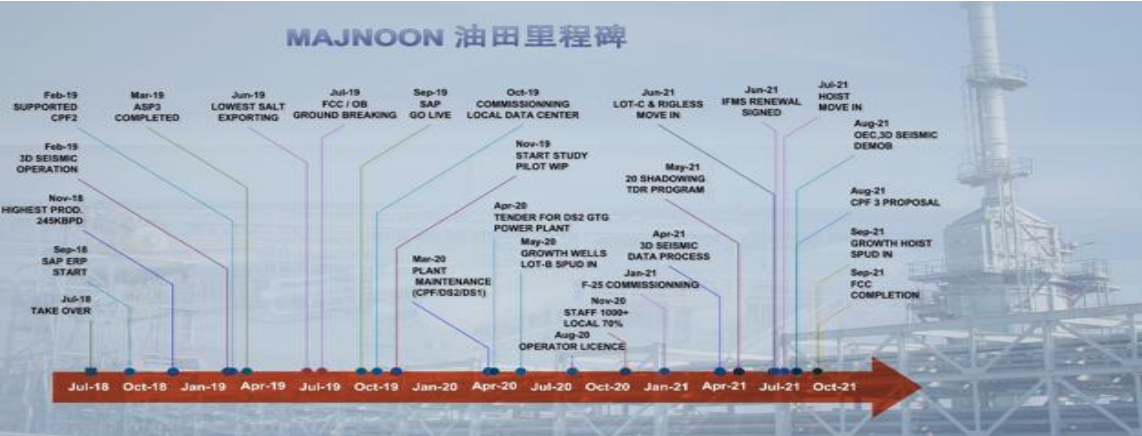 MAJNOON 油田里程碑
Feb-19
SUPPORTED
CPF2
Mar-19
ASP3
COMPLETED
Jun-19
LOWEST SALT
EXPORTING
Jul-19
FCC / OB
GROUND BREAKING
Sep-19
SAP
GO LIVE
Oct-19
COMMISSIONNING
LOCAL DATA CENTER
Jun-21
LOT-C & RIGLESS
MOVE IN
Jun-21
IFMS RENEWAL
SIGNED
Jul-21
HOIST
MOVE IN
Feb-19
3D SEISMIC
OPERATION
Nov-19
START STUDY
PILOT WIP
Aug-21
OEC,3D SEISMIC
DEMOB
Nov-18
HIGHEST PROD.
245KBPD
Apr-20
TENDER FOR DS2 GTG
POWER PLANT
May-21
20 SHADOWING
TDR PROGRAM
Aug-21
CPF 3 PROPOSAL
Sep-18
SAP ERP
START
Mar-20
PLANT
MAINTENANCE
(CPF/DS2/DS1)
May-20
GROWTH WELLS
LOT-B SPUD IN
Apr-21
3D SEISMIC
DATA PROCESS
Sep-21
GROWTH HOIST
SPUD IN
Jul-18
TAKE OVER
Jan-21
F-25 COMMISSIONNING
Nov-20
STAFF 1000+
LOCAL 70%
Aug-20
OPERATOR LICENCE
Sep-21
FCC
COMPLETION
Jul-18 Oct-18 Jan-19 Apr-19 Jul-19 Oct-19 Jan-20 Apr-20 Jul-20 Oct-20 Jan-21 Apr-21 Jul-21 Oct-21